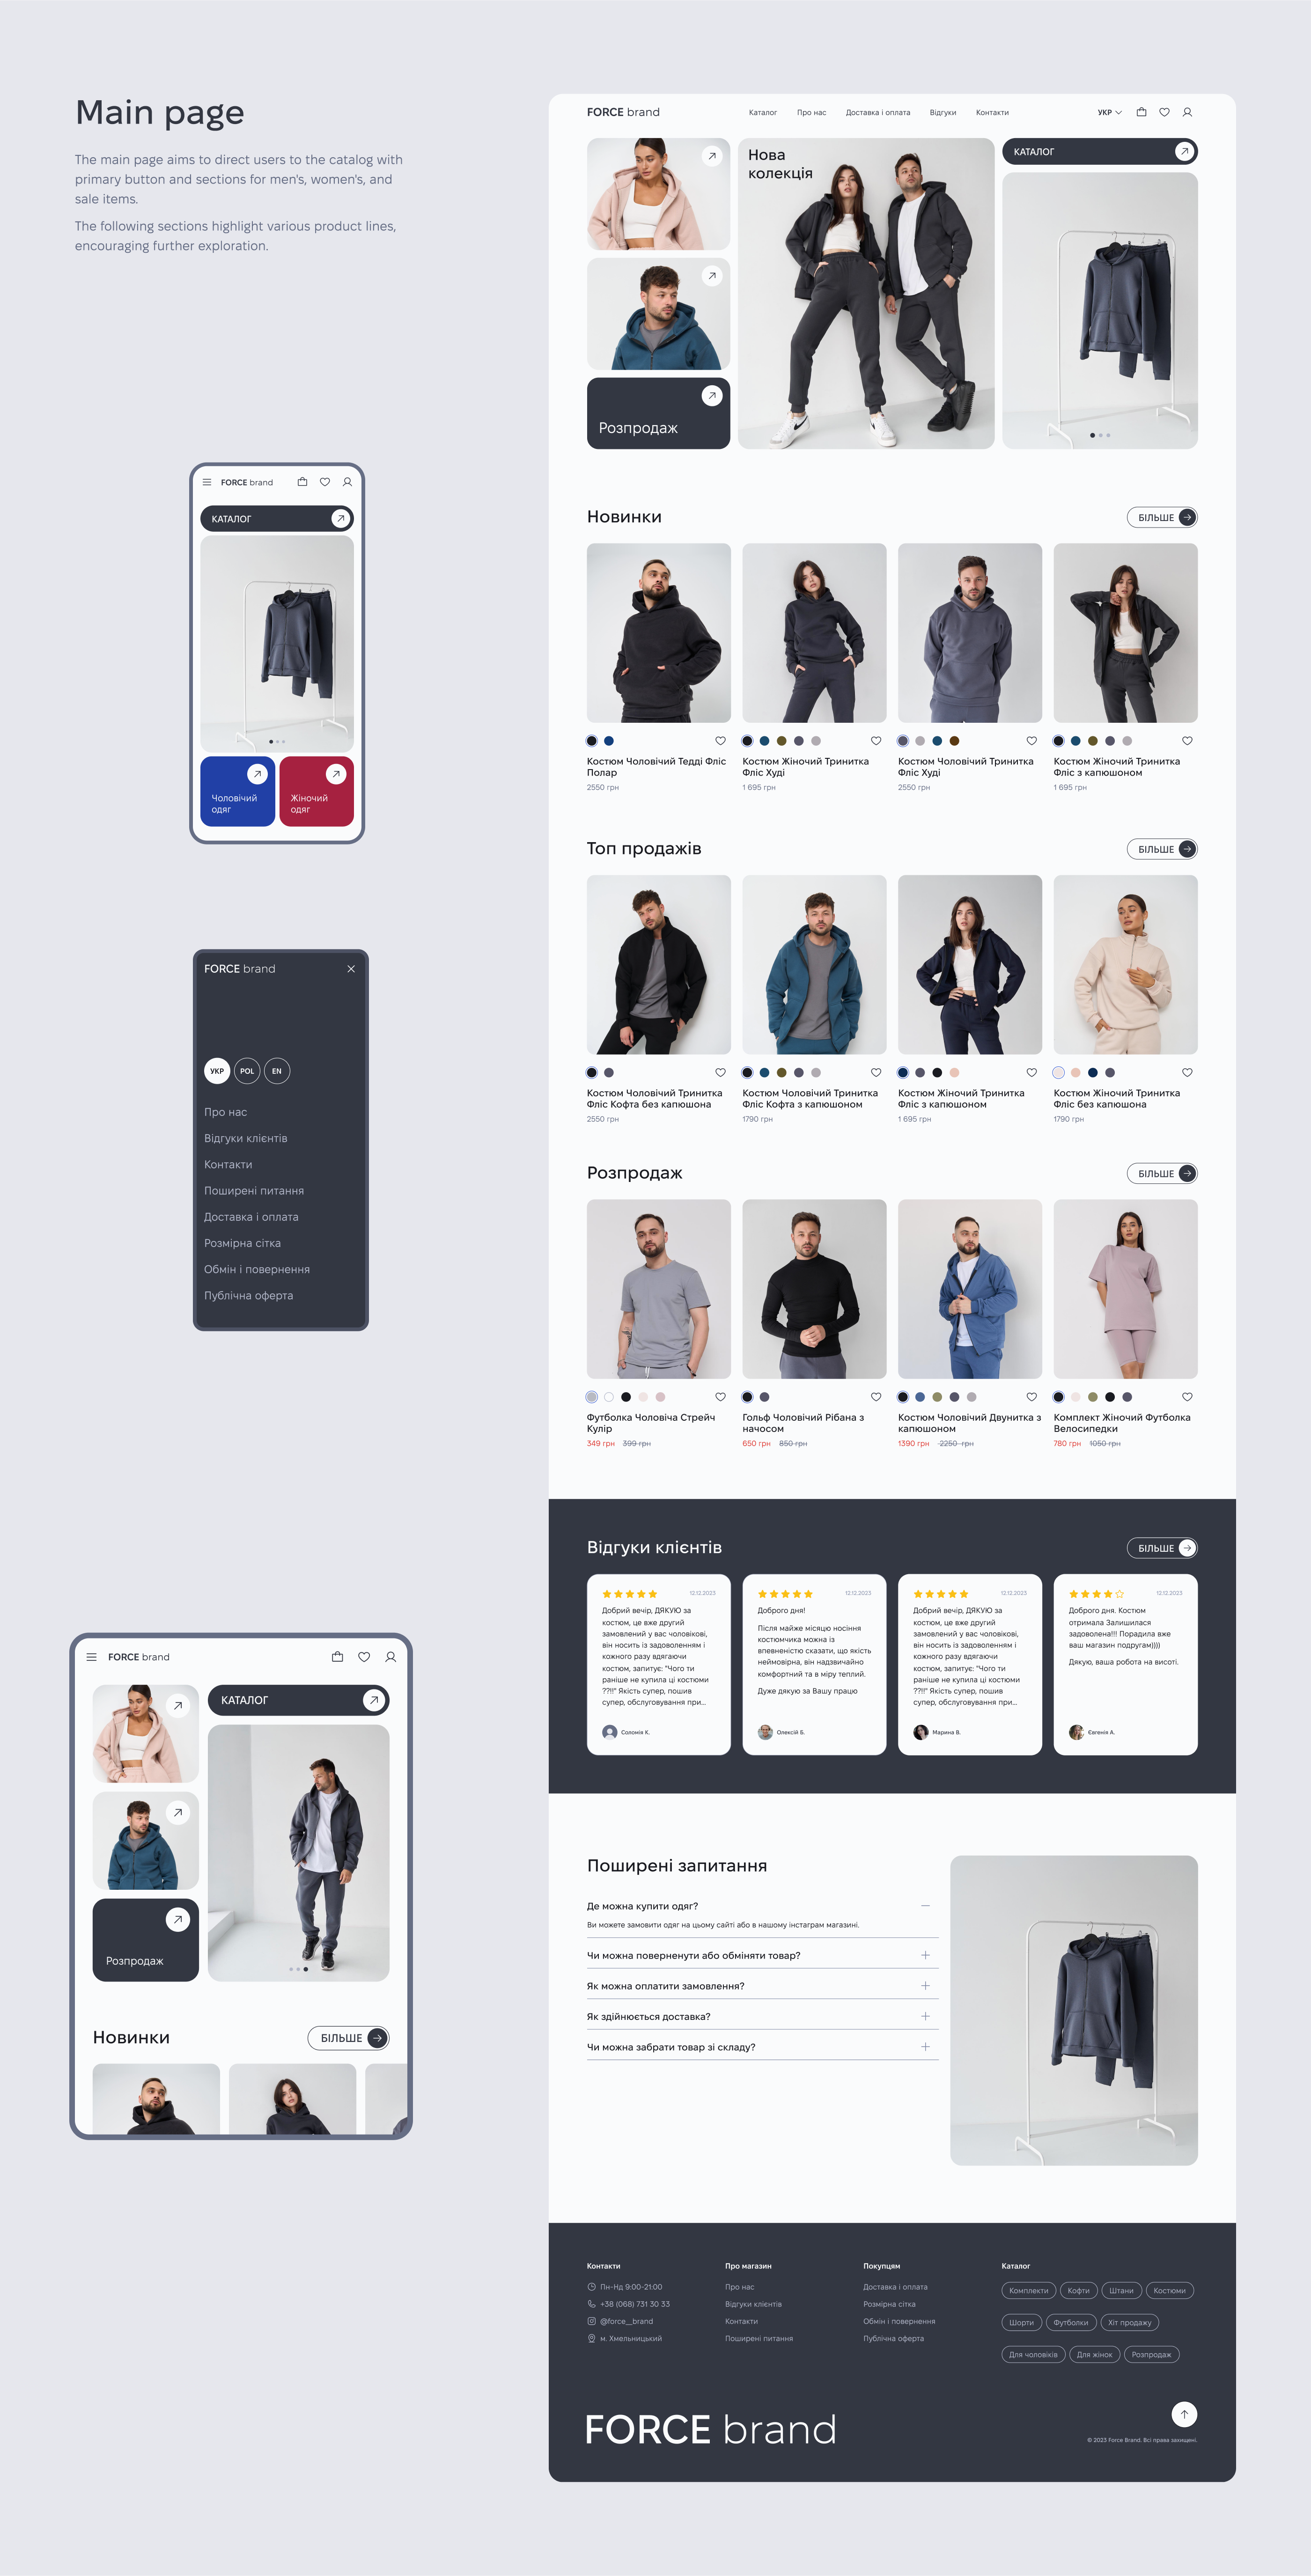 Main page
The main page aims to direct users to the catalog with
primary button and sections for men's, women's, and
sale items.
The following sections highlight various product lines,
encouraging further exploration.
FORCE brand
КАТАЛОГ
Чоловічий
одяг
Жіночий
одяг
FORCE brand
УКР POL EN
Про нас
Відгуки клієнтів
Контакти
Поширені питання
Доставка і оплата
Розмірна сітка
Обмін і повернення
Публічна оферта
FORCE brand
КАТАЛОГ
Розпродаж
Новинки
БІЛЬШЕ
FORCE brand
Каталог Про нас Доставка і оплата Відгуки Контакти
УКР
Нова
колекція
КАТАЛОГ
Розпродаж
Новинки
БІЛЬШЕ
Костюм Чоловічий Тедді Фліс
Полар
2550 грн
Костюм Жіночий Тринитка
Фліс Худі
1 695 грн
Костюм Чоловічий Тринитка
Фліс Худі
2550 грн
Костюм Жіночий Тринитка
Фліс з капюшоном
1 695 грн
Топ продажів
БІЛЬШЕ
Костюм Чоловічий Тринитка
Фліс Кофта без капюшона
2550 грн
Костюм Чоловічий Тринитка
Фліс Кофта з капюшоном
1790 грн
Костюм Жіночий Тринитка
Фліс з капюшоном
1 695 грн
Костюм Жіночий Тринитка
Фліс без капюшона
1790 грн
Розпродаж
БІЛЬШЕ
Футболка Чоловіча Стрейч
Кулір
349 грн 399 грн
Гольф Чоловічий Рібана з
начосом
650 грн 850 грн
Костюм Чоловічий Двунитка з
капюшоном
1390 грн 2250 грн
Комплект Жіночий Футболка
Велосипедки
780 грн 1050 грн
Відгуки клієнтів
БІЛЬШЕ
12.12.2023
Добрий вечір, ДЯКУЮ за
костюм, це вже другий
замовлений у вас чоловікові,
він носить із задоволенням і
кожного разу вдягаючи
костюм, запитує: "Чого ти
раніше не купила ці костюми
??!!" Якість супер, пошив
супер, обслуговування при...
Соломія К.
12.12.2023
Доброго дня!
Після майже місяцю носіння
костюмчика можна із
впевненістю сказати, що якість
неймовірна, він надзвичайно
комфортний та в міру теплий.
Дуже дякую за Вашу працю
Олексій Б.
12.12.2023
Добрий вечір, ДЯКУЮ за
костюм, це вже другий
замовлений у вас чоловікові,
він носить із задоволенням і
кожного разу вдягаючи
костюм, запитує: "Чого ти
раніше не купила ці костюми
??!!" Якість супер, пошив
супер, обслуговування при...
Марина В.
12.12.2023
Доброго дня. Костюм
отримала Залишилася
задоволена!!! Порадила вже
ваш магазин подругам))))
Дякую, ваша робота на висоті.
Євгенія А.
Поширені запитання
Де можна купити одяг?
Ви можете замовити одяг на цьому сайті або в нашому інстаграм магазині.
Чи можна поверненути або обміняти товар?
Як можна оплатити замовлення?
Як здійнюється доставка?
Чи можна забрати товар зі складу?
Контакти
Пн-Нд 9:00-21:00
+38 (068) 731 30 33
@force__brand
м. Хмельницький
Про магазин
Про нас
Відгуки клієнтів
Контакти
Поширені питання
Покупцям
Доставка і оплата
Розмірна сітка
Обмін і повернення
Публічна оферта
Каталог
Комплекти Кофти Штани Костюми
Шорти Футболки Хіт продажу
Для чоловіків Для жінок Розпродаж
FORCE brand
© 2023 Force Brand. Всі права захищені.